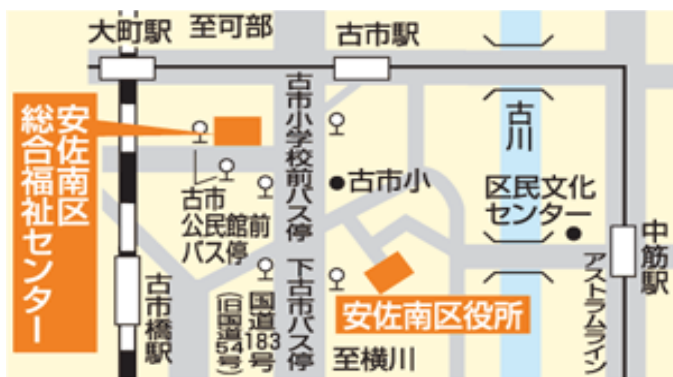 大町駅
至可部
古市駅
安佐南区
総合福祉センター
古市小学校前バス停
古川
古市小
古市
公民館前
バス停
区民文化
センター
中筋駅
アストラムライン
古市橋駅
国道183号
(旧国道54号)
下古市バス停
安佐南区役所
至横川